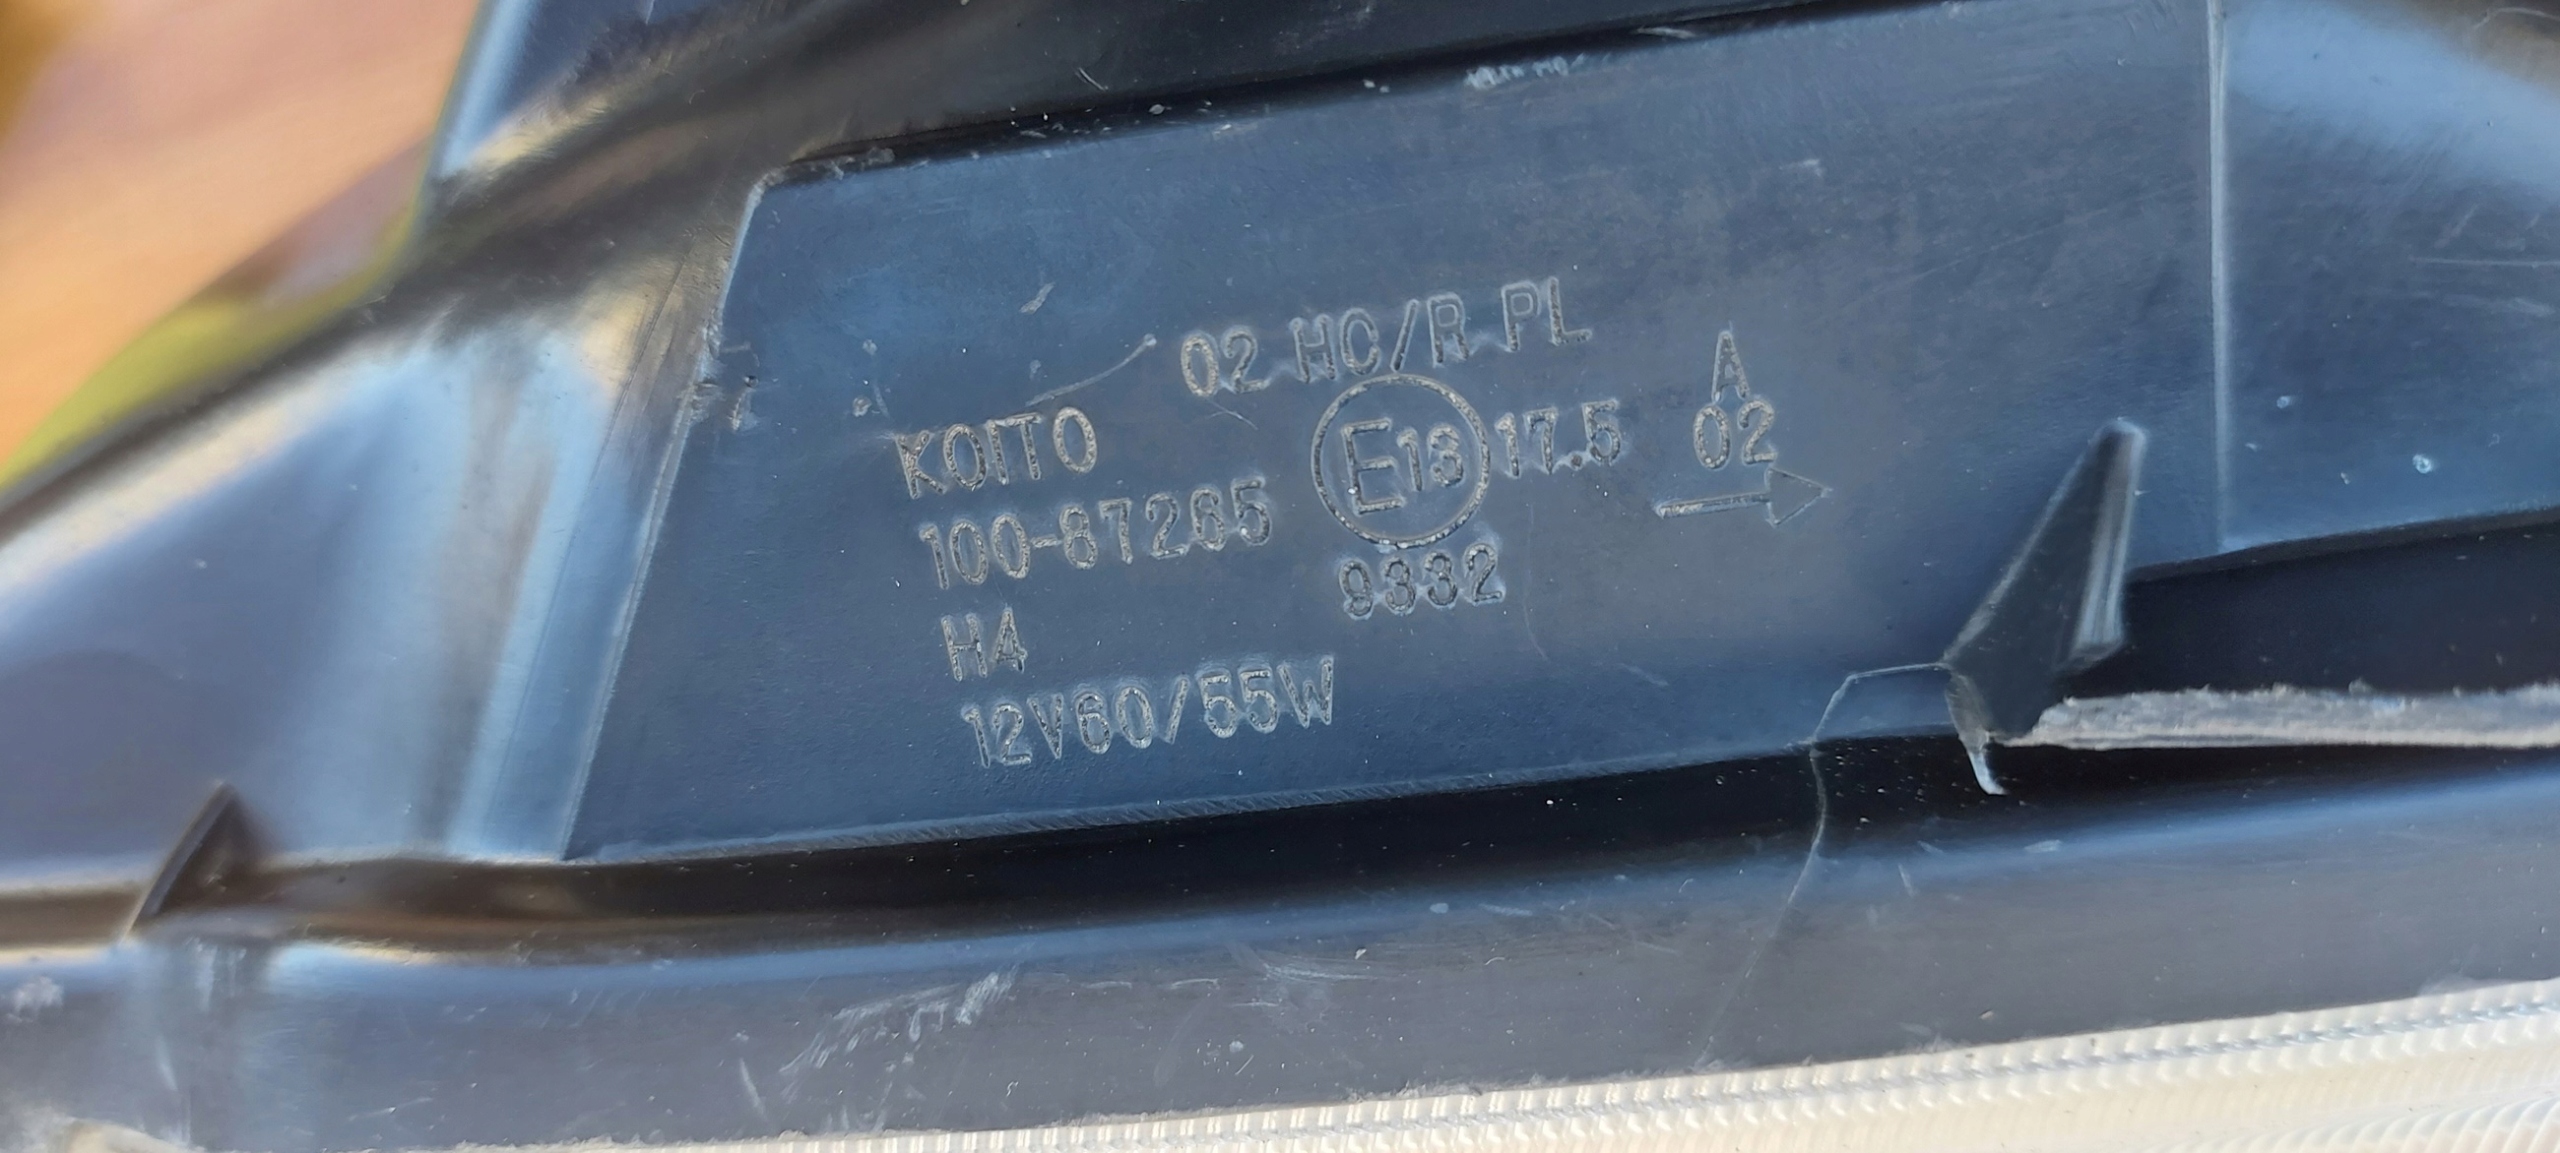 02 HC/R PL
KOITO
E13 17.5
A
02
100-87265
9332
H4
12V60/55W